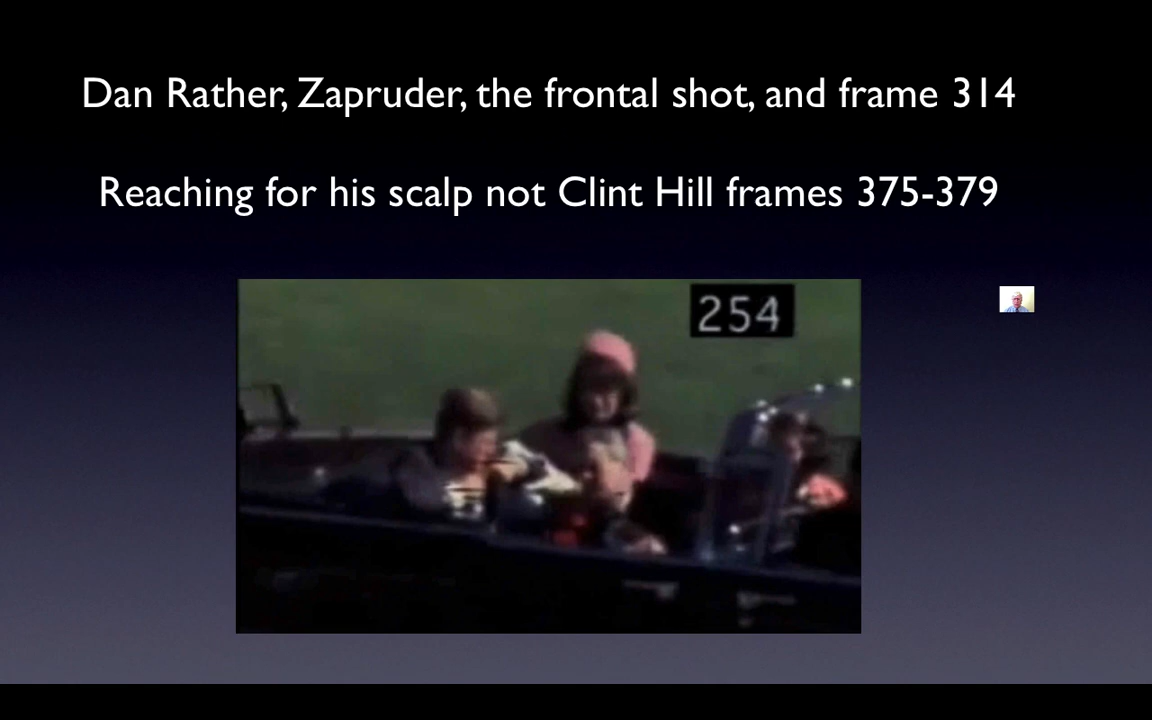 Dan Rather, Zapruder, the frontal shot, and frame 314
Reaching for his scalp not Clint Hill frames 375-379
254